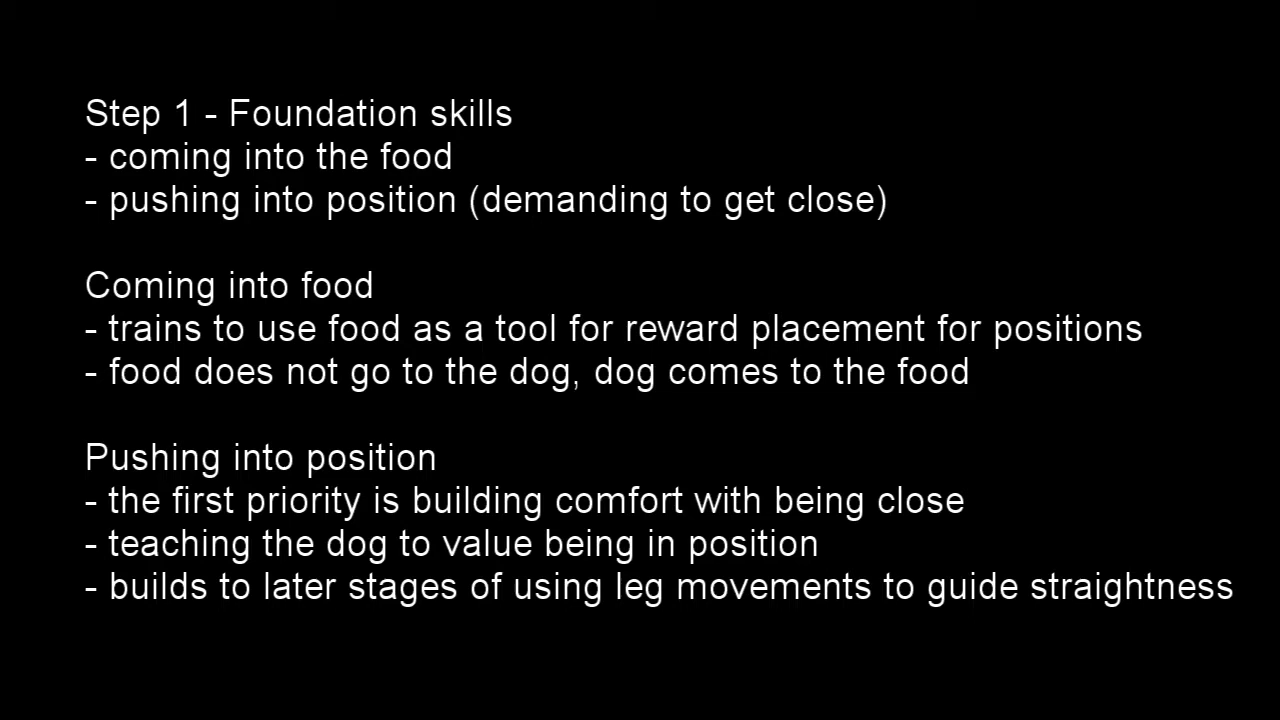 Step 1 - Foundation skills
- coming into the food
- pushing into position (demanding to get close)
Coming into food
- trains to use food as a tool for reward placement for positions
- food does not go to the dog, dog comes to the food
Pushing into position
- the first priority is building comfort with being close
- teaching the dog to value being in position
- builds to later stages of using leg movements to guide straightness